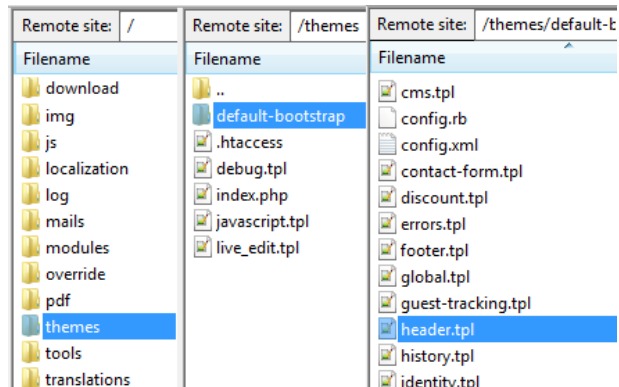 Remote site: /
Filename
download
img
js
localization
log
mails
modules
override
pdf
themes
tools
translations
Remote site: /themes
Filename
..
default-bootstrap
.htaccess
debug.tpl
index.php
javascript.tpl
live_edit.tpl
Remote site: /themes/default-b
Filename
cms.tpl
config.rb
config.xml
contact-form.tpl
discount.tpl
errors.tpl
footer.tpl
global.tpl
guest-tracking.tpl
header.tpl
history.tpl
identity.tpl